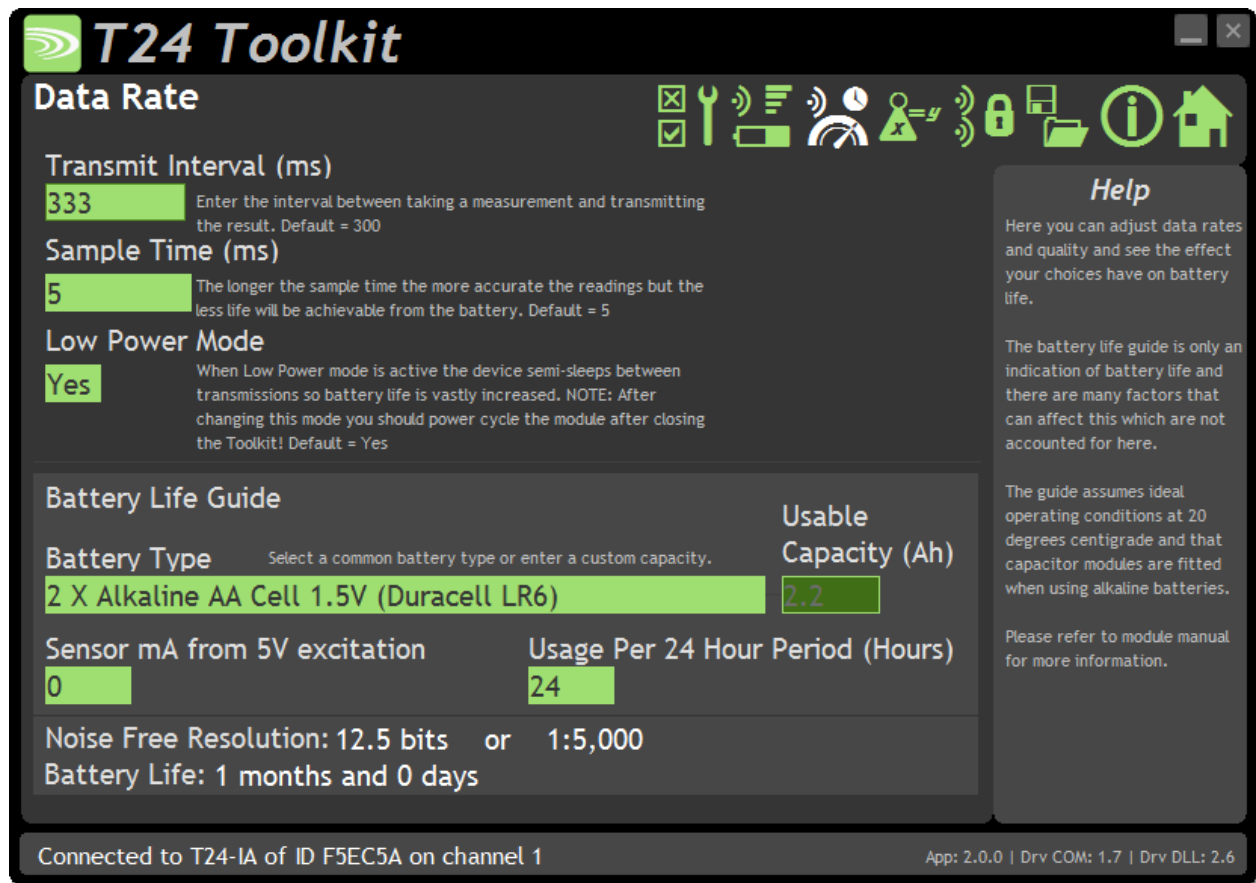 T24 Toolkit
Data Rate
x
=y
Transmit Interval (ms)
333
Enter the interval between taking a measurement and transmitting
the result. Default = 300
Sample Time (ms)
5
The longer the sample time the more accurate the readings but the
less life will be achievable from the battery. Default = 5
Low Power Mode
Yes
When Low Power mode is active the device semi-sleeps between
transmissions so battery life is vastly increased. NOTE: After
changing this mode you should power cycle the module after closing
the Toolkit! Default = Yes
Battery Life Guide
Usable
Capacity (Ah)
Battery Type
Select a common battery type or enter a custom capacity.
2 X Alkaline AA Cell 1.5V (Duracell LR6)
2.2
Sensor mA from 5V excitation
Usage Per 24 Hour Period (Hours)
0
24
Noise Free Resolution: 12.5 bits or 1:5,000
Battery Life: 1 months and 0 days
Help
Here you can adjust data rates
and quality and see the effect
your choices have on battery
life.
The battery life guide is only an
indication of battery life and
there are many factors that
can affect this which are not
accounted for here.
The guide assumes ideal
operating conditions at 20
degrees centigrade and that
capacitor modules are fitted
when using alkaline batteries.
Please refer to module manual
for more information.
Connected to T24-IA of ID F5EC5A on channel 1
App: 2.0.0 | Drv COM: 1.7 | Drv DLL: 2.6